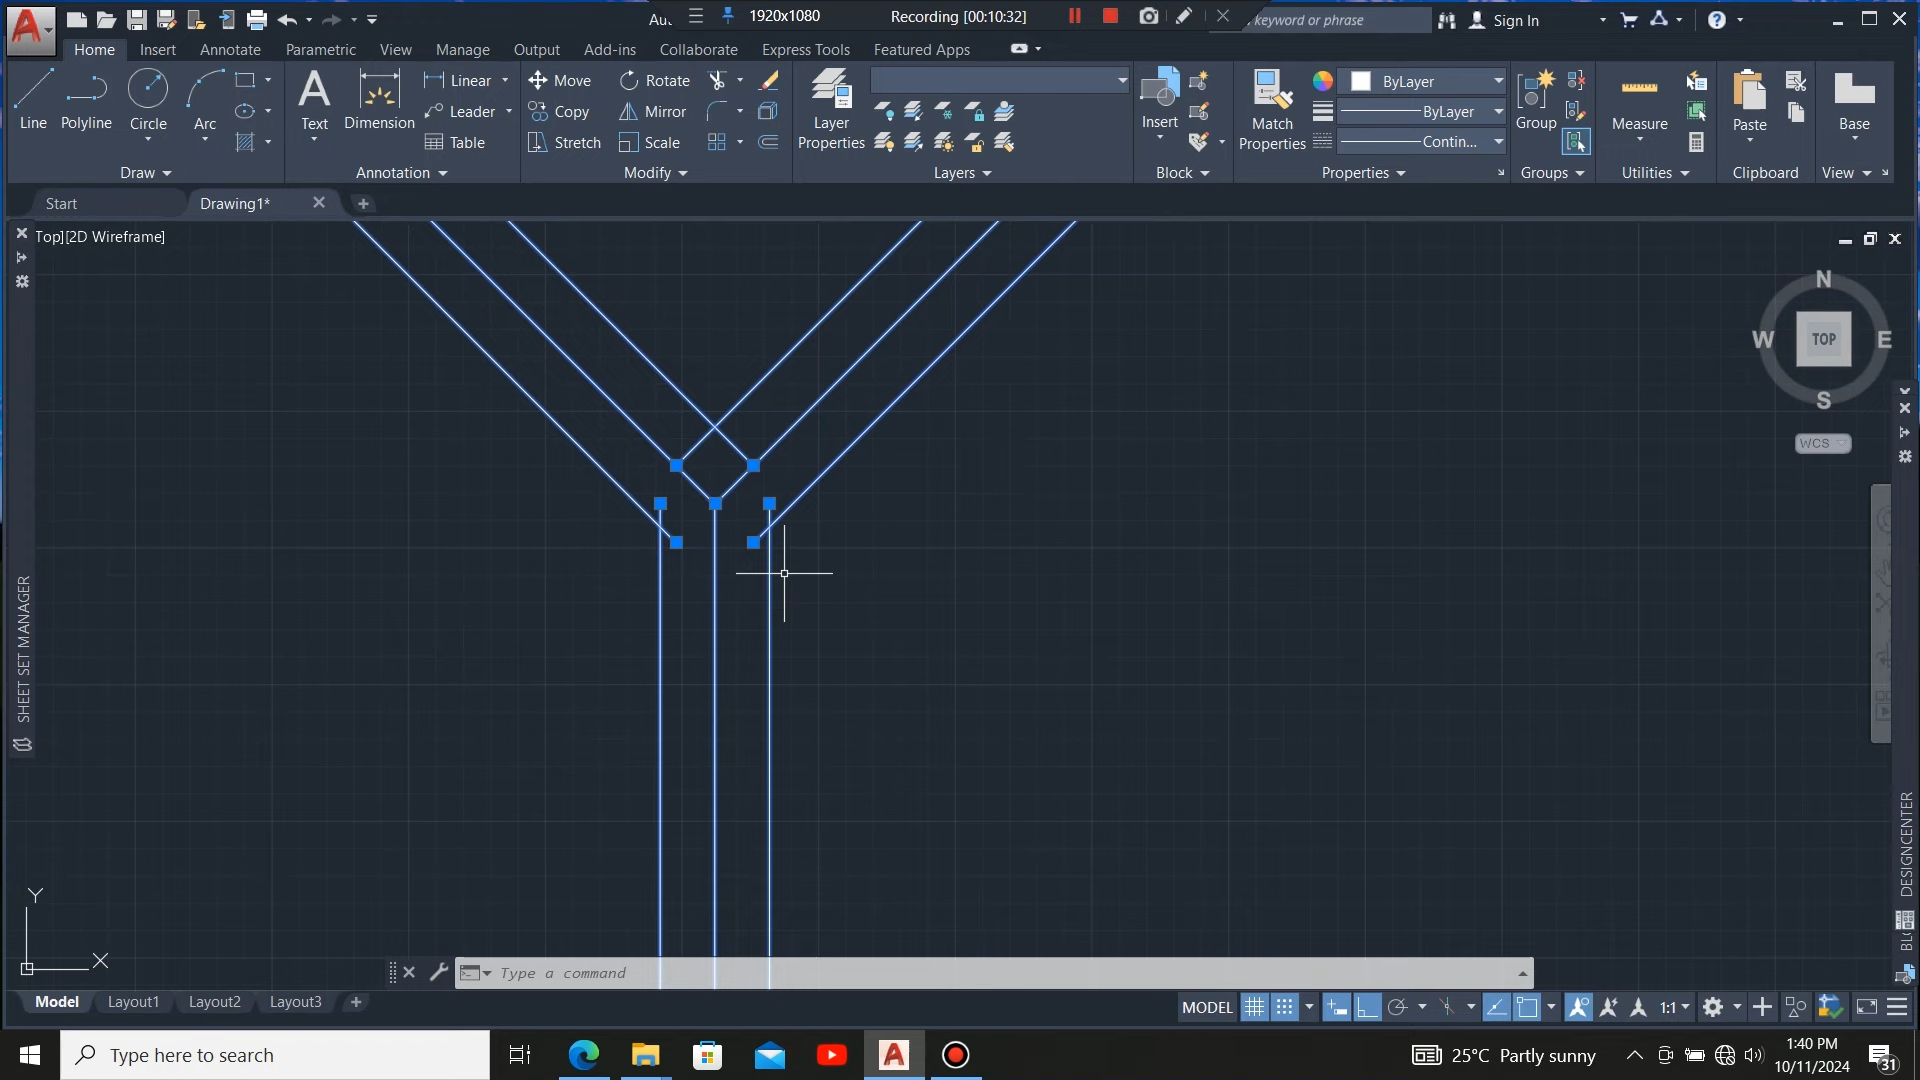 Aut
1920x1080
Recording [00:10:32]
keyword or phrase
Sign In
Home Insert Annotate Parametric View Manage Output Add-ins Collaborate Express Tools Featured Apps
Line Polyline Circle Arc
Text Dimension
Linear
Leader
Table
Move Rotate
Copy Mirror
Stretch Scale
Layer Properties
Insert
Match Properties
ByLayer
ByLayer
Contin...
Group
Measure
Paste
Base
Draw Annotation Modify Layers Block Properties Groups Utilities Clipboard View
Start Drawing1*
Top][2D Wireframe]
N
W TOP E
S
WCS
SHEET SET MANAGER
DESIGNCENTER
BL
Y
X
Type a command
Model Layout1 Layout2 Layout3
MODEL 1:1
Type here to search
25°C Partly sunny
1:40 PM
10/11/2024
31